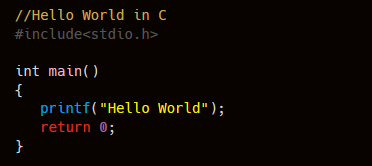 //Hello World in C
#include<stdio.h>

int main()
{
   printf("Hello World");
   return 0;
}